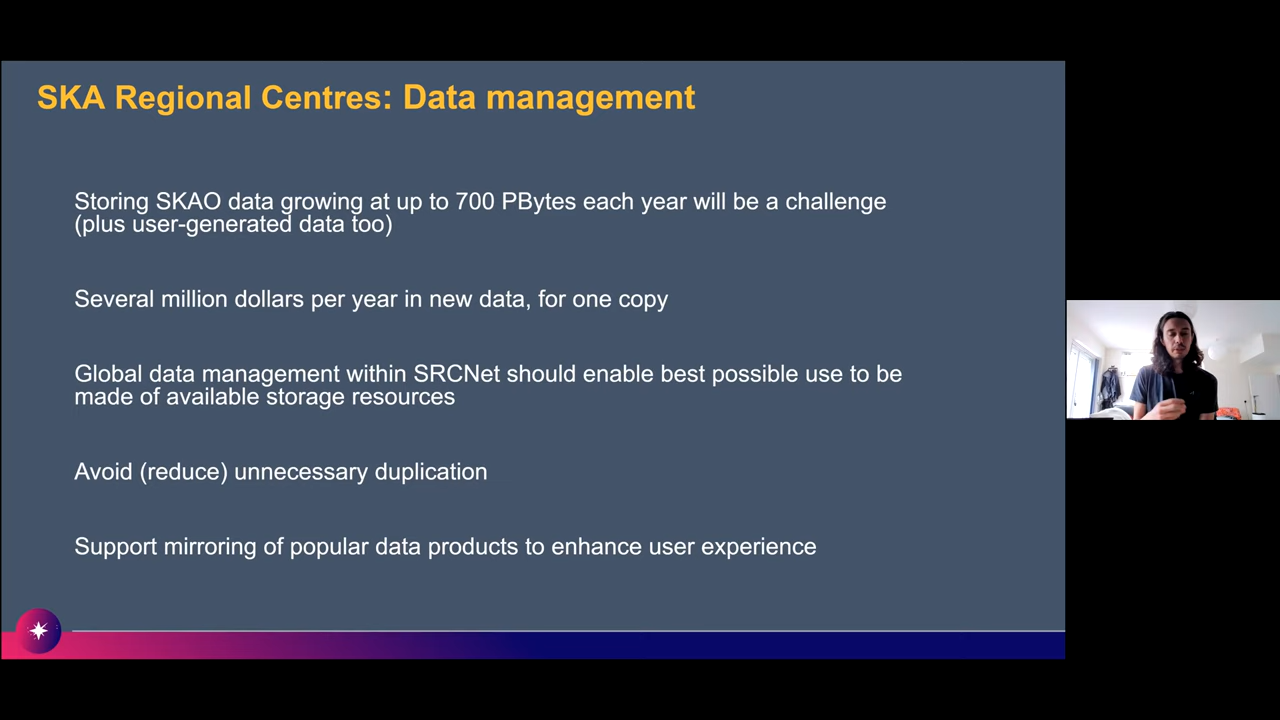 SKA Regional Centres: Data management
Storing SKAO data growing at up to 700 PBytes each year will be a challenge
(plus user-generated data too)
Several million dollars per year in new data, for one copy
Global data management within SRCNet should enable best possible use to be
made of available storage resources
Avoid (reduce) unnecessary duplication
Support mirroring of popular data products to enhance user experience